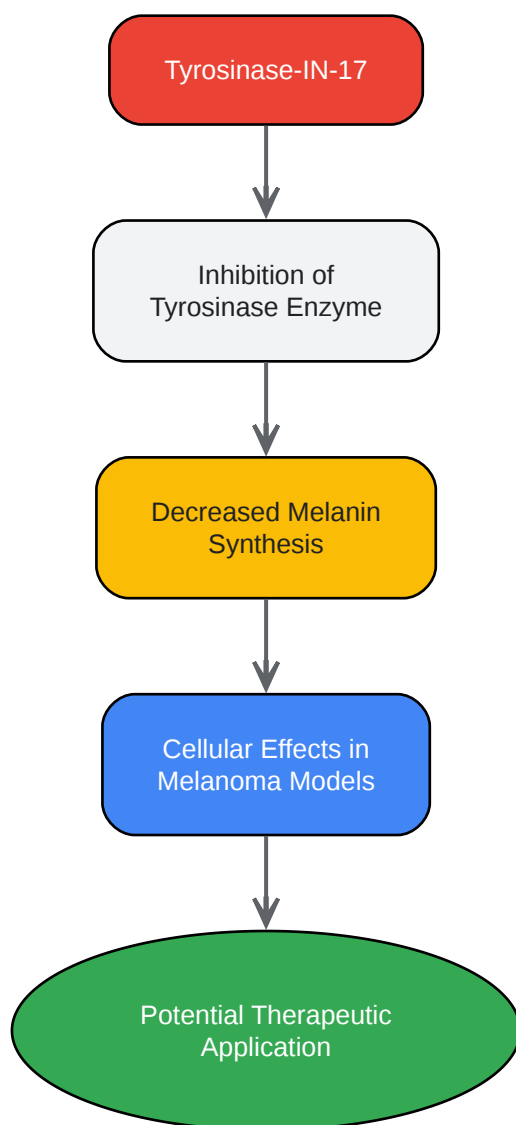 Tyrosinase-IN-17
Inhibition of
Tyrosinase Enzyme
Decreased Melanin
Synthesis
Cellular Effects in
Melanoma Models
Potential Therapeutic
Application